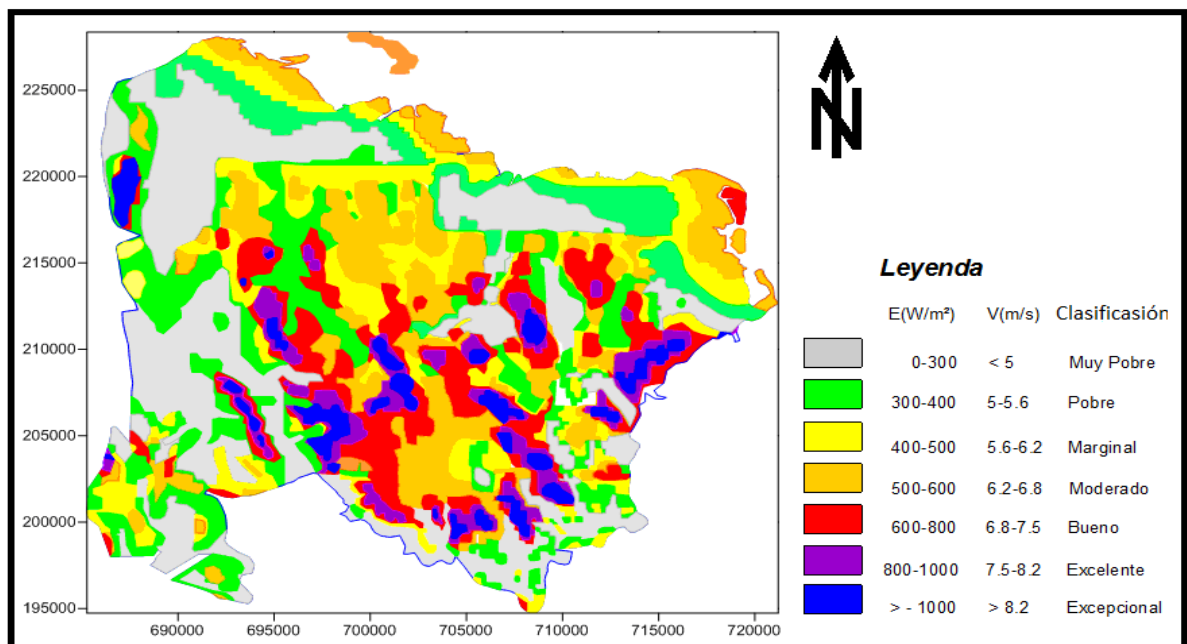 225000
220000
215000
210000
205000
200000
195000
690000 695000 700000 705000 710000 715000 720000
N
Leyenda
E(W/m²) V(m/s) Clasificasión
0-300 < 5 Muy Pobre
300-400 5-5.6 Pobre
400-500 5.6-6.2 Marginal
500-600 6.2-6.8 Moderado
600-800 6.8-7.5 Bueno
800-1000 7.5-8.2 Excelente
> - 1000 > 8.2 Excepcional